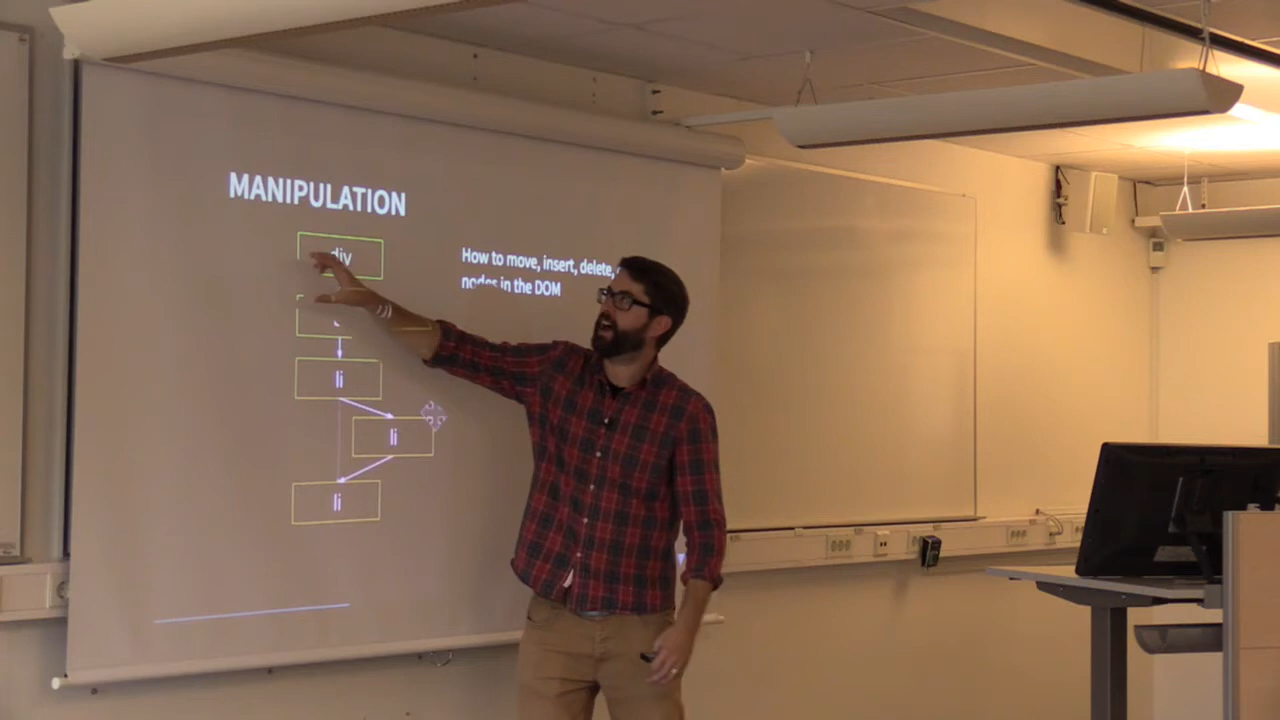 MANIPULATION
div
How to move, insert, delete,
nodes in the DOM
li
li
li